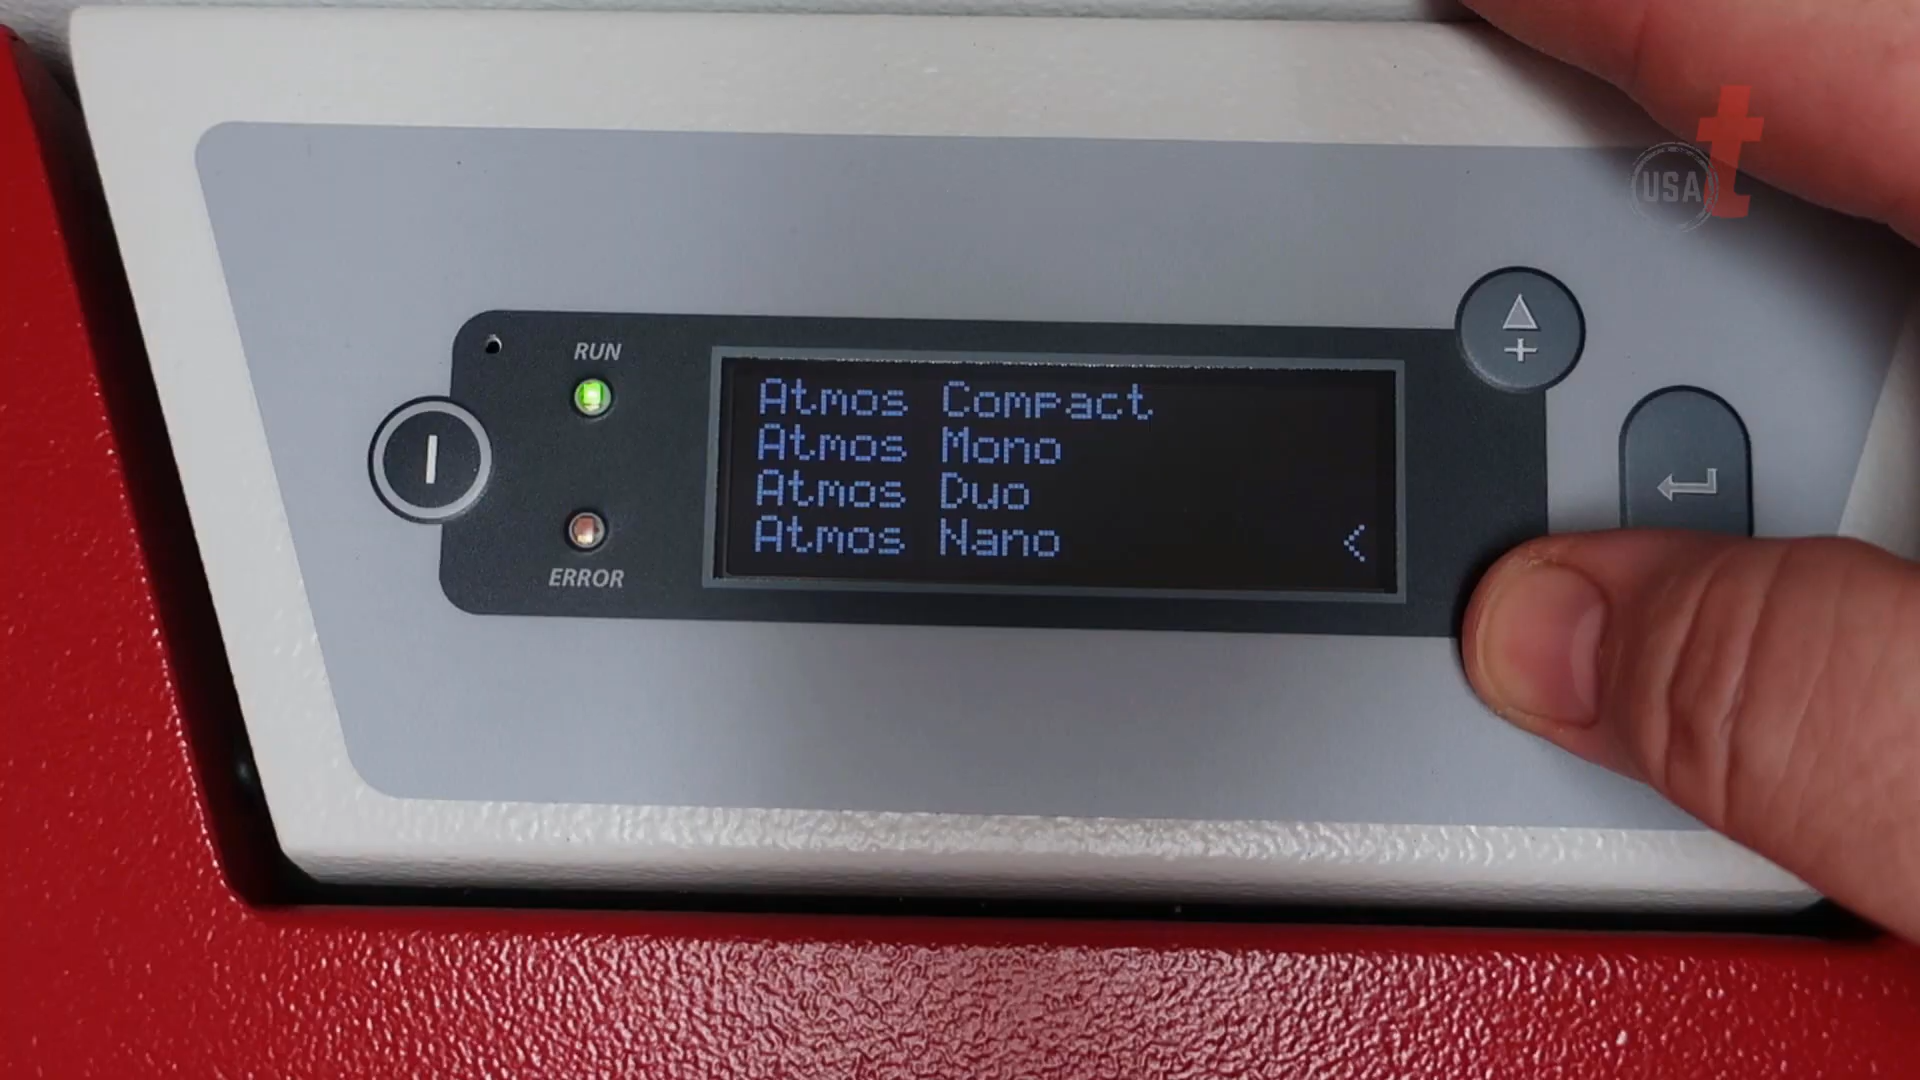 USA
t
RUN
ERROR
Atmos Compact
Atmos Mono
Atmos Duo
Atmos Nano <